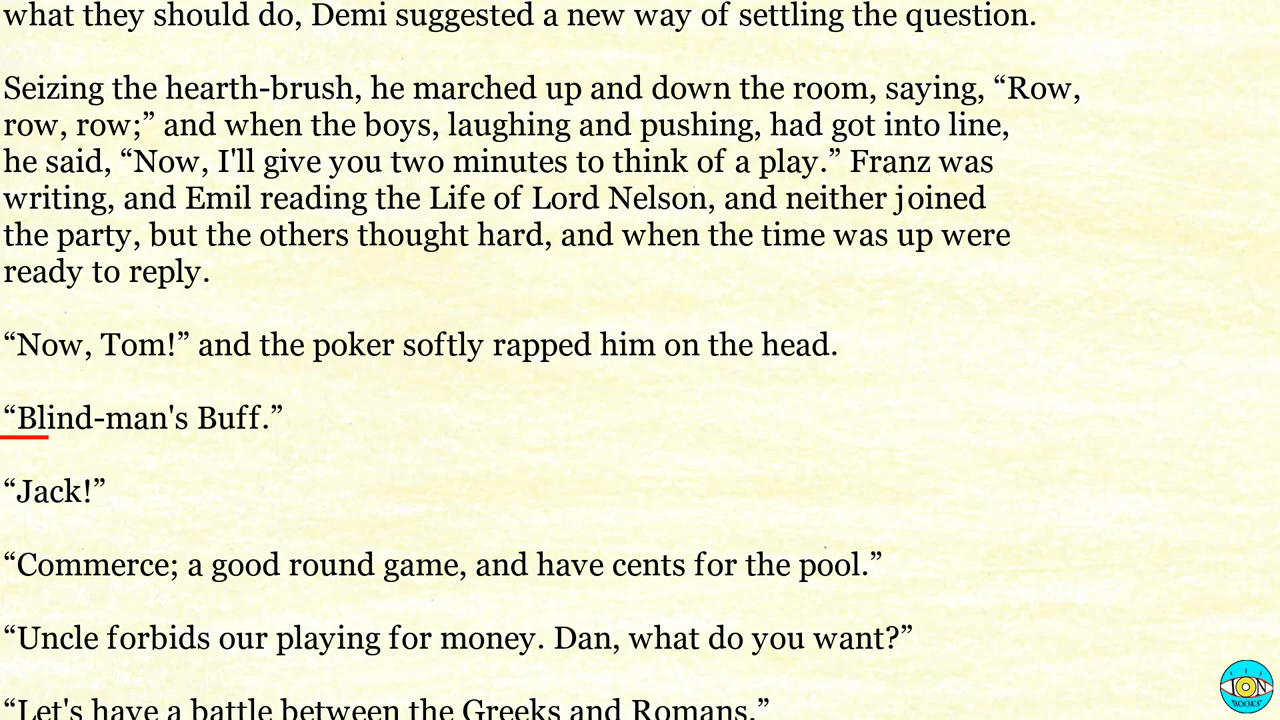 what they should do, Demi suggested a new way of settling the question.
Seizing the hearth-brush, he marched up and down the room, saying, “Row,
row, row;” and when the boys, laughing and pushing, had got into line,
he said, “Now, I'll give you two minutes to think of a play.” Franz was
writing, and Emil reading the Life of Lord Nelson, and neither joined
the party, but the others thought hard, and when the time was up were
ready to reply.
“Now, Tom!” and the poker softly rapped him on the head.
“Blind-man's Buff.”
“Jack!”
“Commerce; a good round game, and have cents for the pool.”
“Uncle forbids our playing for money. Dan, what do you want?”
“Let's have a battle between the Greeks and Romans.”
ION
BOOKS